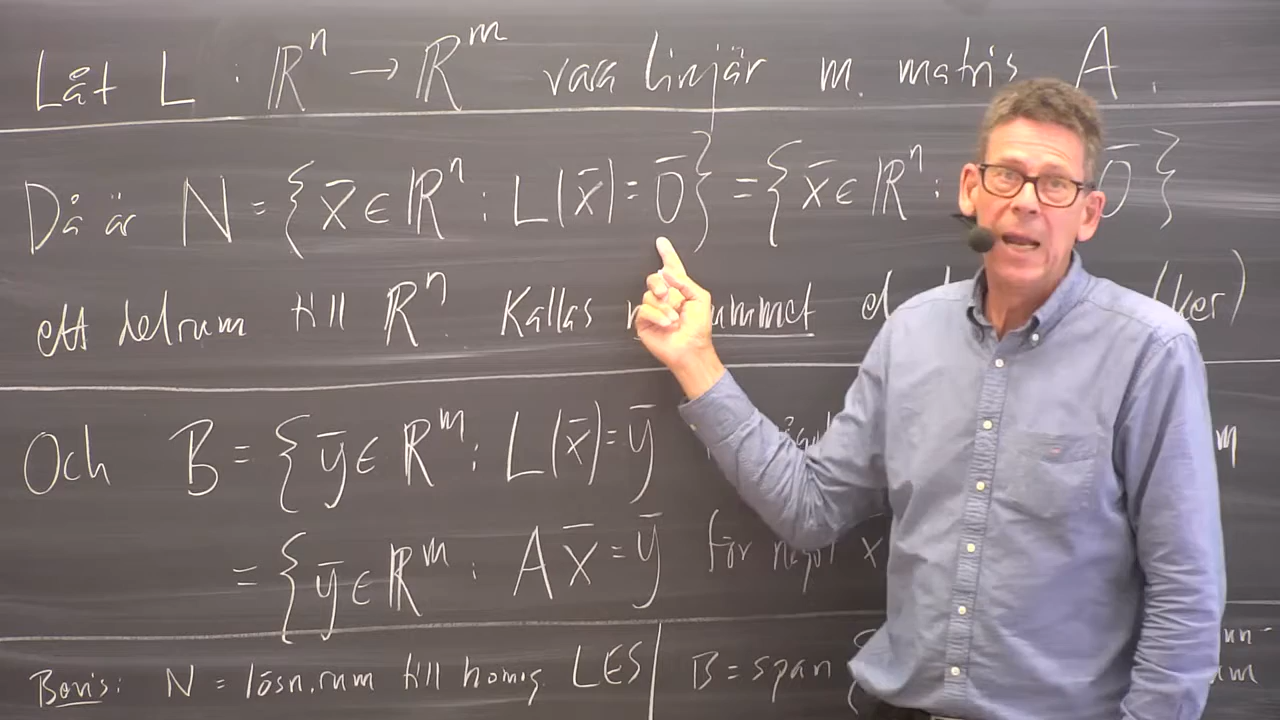 Låt L : ℝⁿ → ℝᵐ vara linjär m. matris A.
Då är N = {x̄ ∈ ℝⁿ : L(x̄) = 0̄} = {x̄ ∈ ℝⁿ : 0̄}
ett delrum till ℝⁿ. Kallas (ker)
Och B = {ȳ ∈ ℝᵐ : L(x̄) = ȳ
= {ȳ ∈ ℝᵐ : Ax̄ = ȳ för något x
Bevis: N = lösn.rum till homog. LES | B = span {